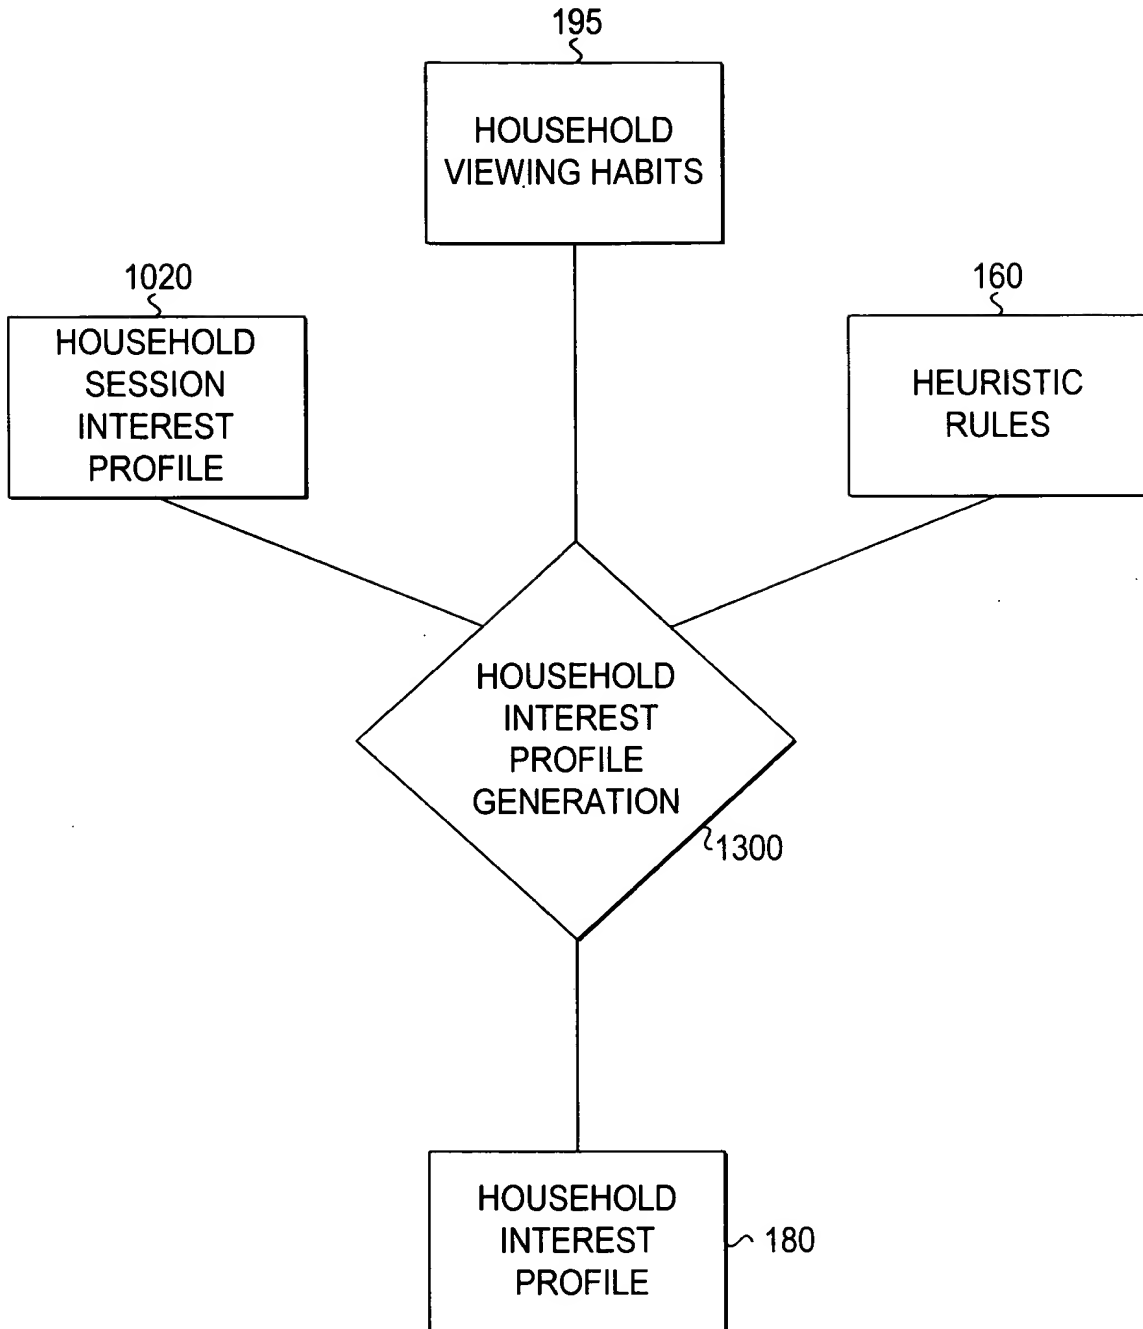 195
HOUSEHOLD
VIEWING HABITS
1020
HOUSEHOLD
SESSION
INTEREST
PROFILE
160
HEURISTIC
RULES
HOUSEHOLD
INTEREST
PROFILE
GENERATION
1300
HOUSEHOLD
INTEREST
PROFILE
180